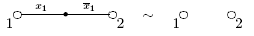 x₁ x̅₁
1 2 ~ 1 2